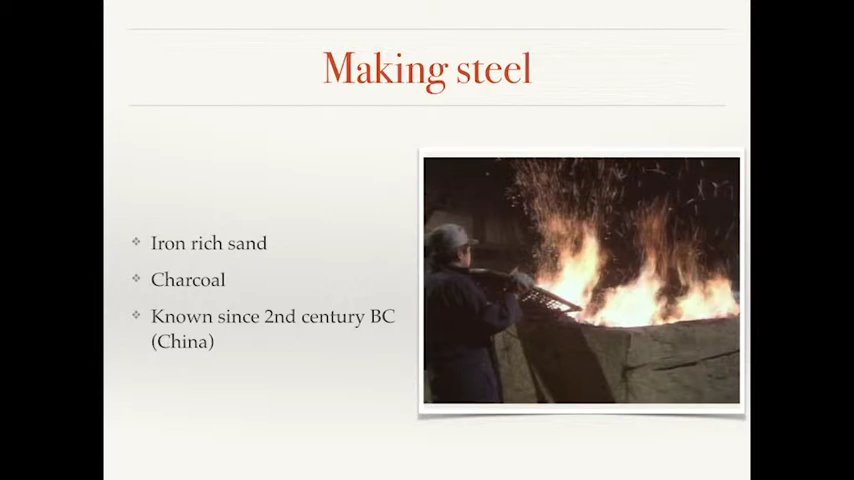 Making steel
Iron rich sand
Charcoal
Known since 2nd century BC
(China)